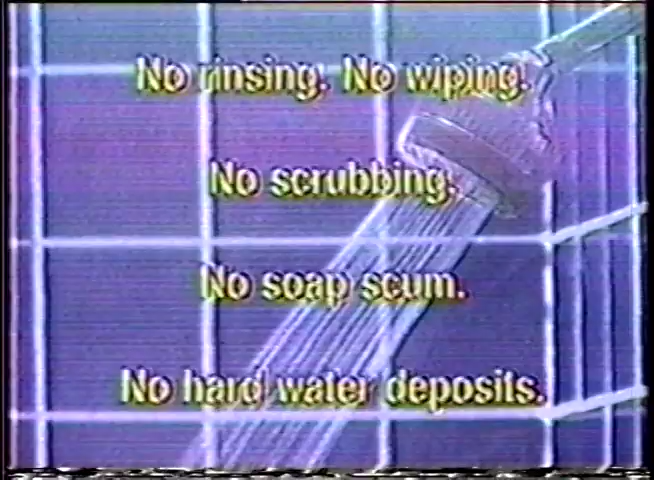 No rinsing. No wiping.
No scrubbing.
No soap scum.
No hard water deposits.